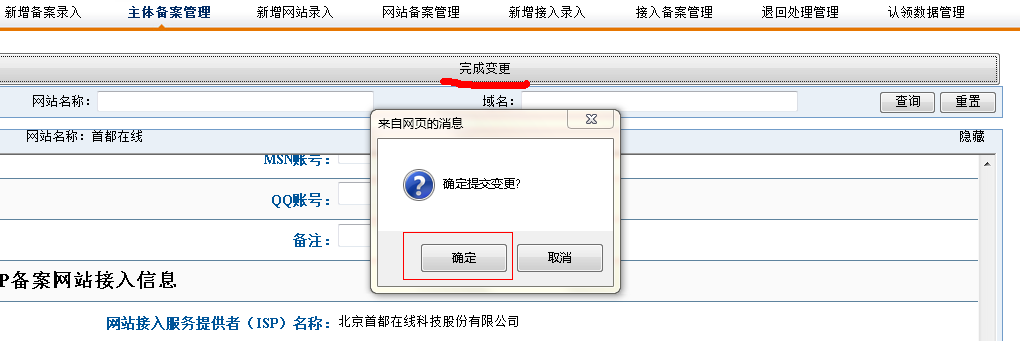 新增备案录入 主体备案管理 新增网站录入 网站备案管理 新增接入录入 接入备案管理 退回处理管理 认领数据管理
完成变更
网站名称： 域名： 查询 重置
来自网页的消息
网站名称：首都在线 隐藏
MSN账号：
确定提交变更?
QQ账号：
备注：
确定 取消
P备案网站接入信息
网站接入服务提供者（ISP）名称：北京首都在线科技股份有限公司